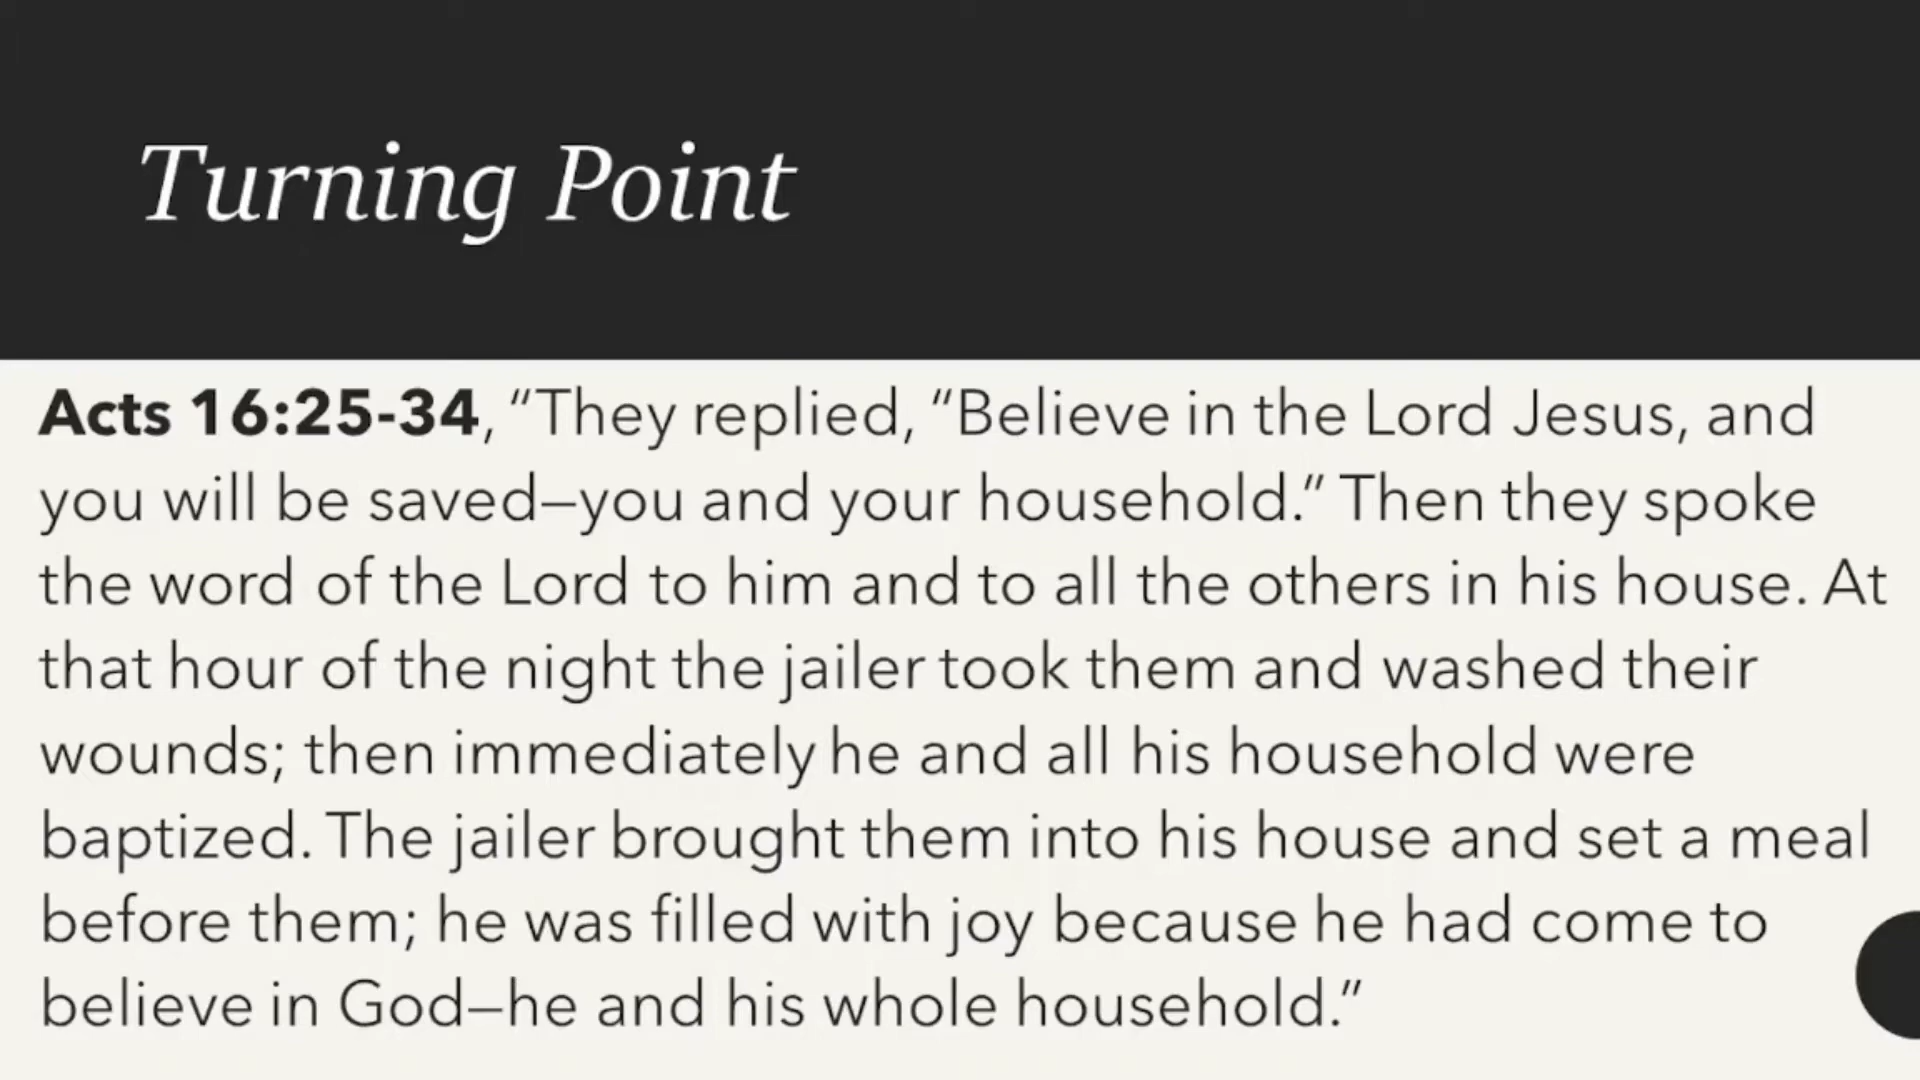 Turning Point
Acts 16:25-34, “They replied, “Believe in the Lord Jesus, and
you will be saved—you and your household.” Then they spoke
the word of the Lord to him and to all the others in his house. At
that hour of the night the jailer took them and washed their
wounds; then immediately he and all his household were
baptized. The jailer brought them into his house and set a meal
before them; he was filled with joy because he had come to
believe in God—he and his whole household.”